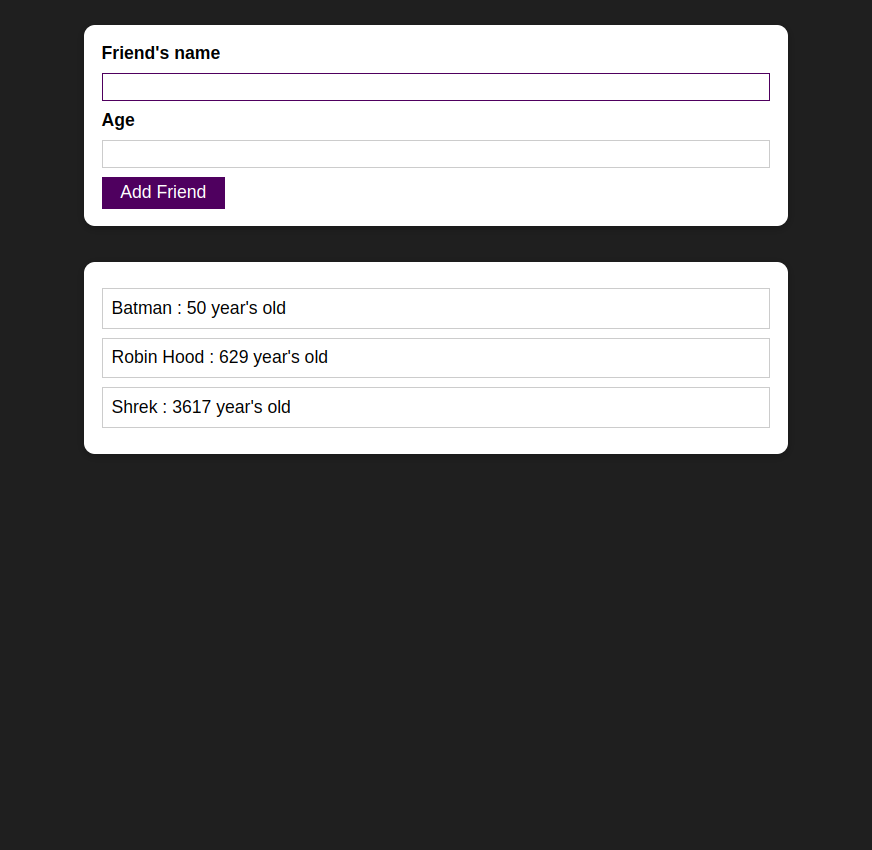 Friend's name
Age
Add Friend
Batman : 50 year's old
Robin Hood : 629 year's old
Shrek : 3617 year's old